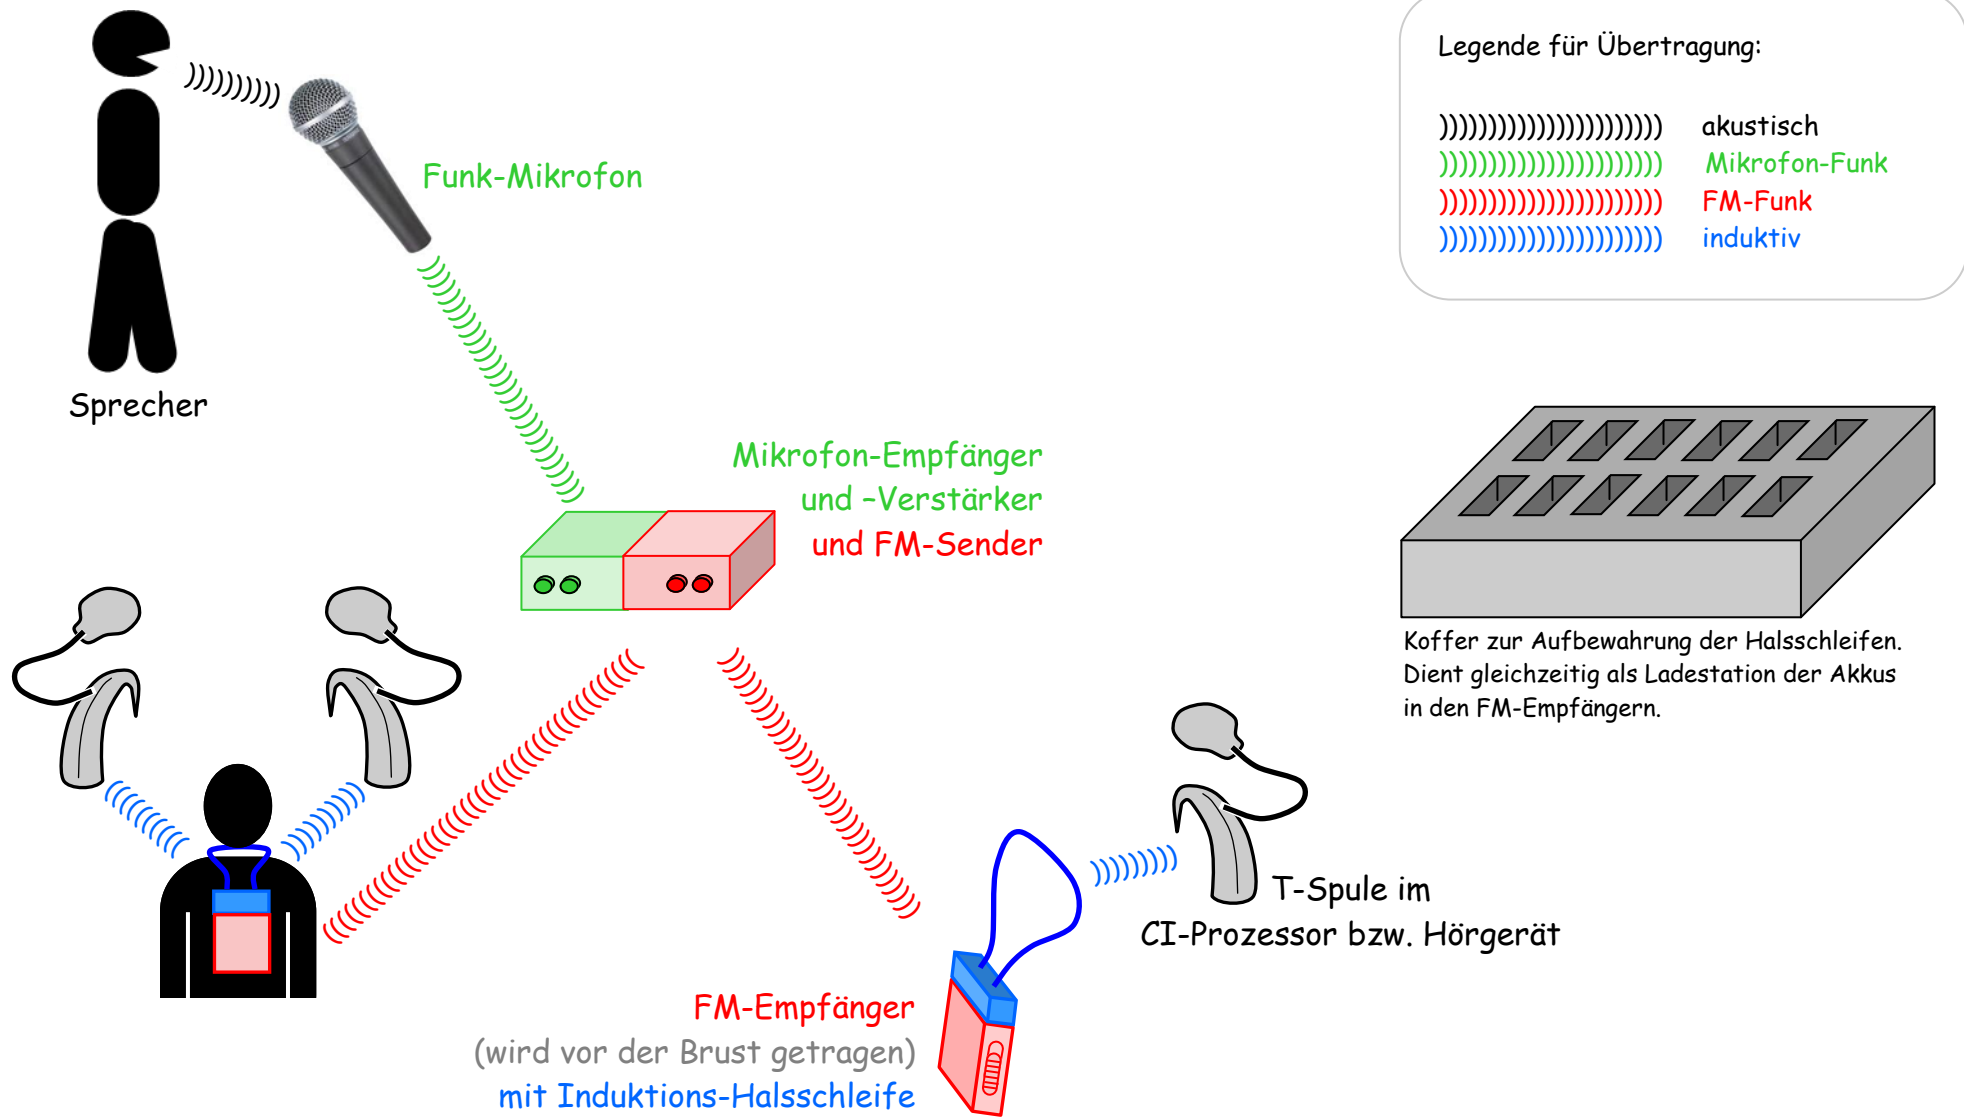 Legende für Übertragung:
akustisch
Mikrofon-Funk
FM-Funk
induktiv
Funk-Mikrofon
Sprecher
Mikrofon-Empfänger
und –Verstärker
und FM-Sender
Koffer zur Aufbewahrung der Halsschleifen.
Dient gleichzeitig als Ladestation der Akkus
in den FM-Empfängern.
T-Spule im
CI-Prozessor bzw. Hörgerät
FM-Empfänger
(wird vor der Brust getragen)
mit Induktions-Halsschleife